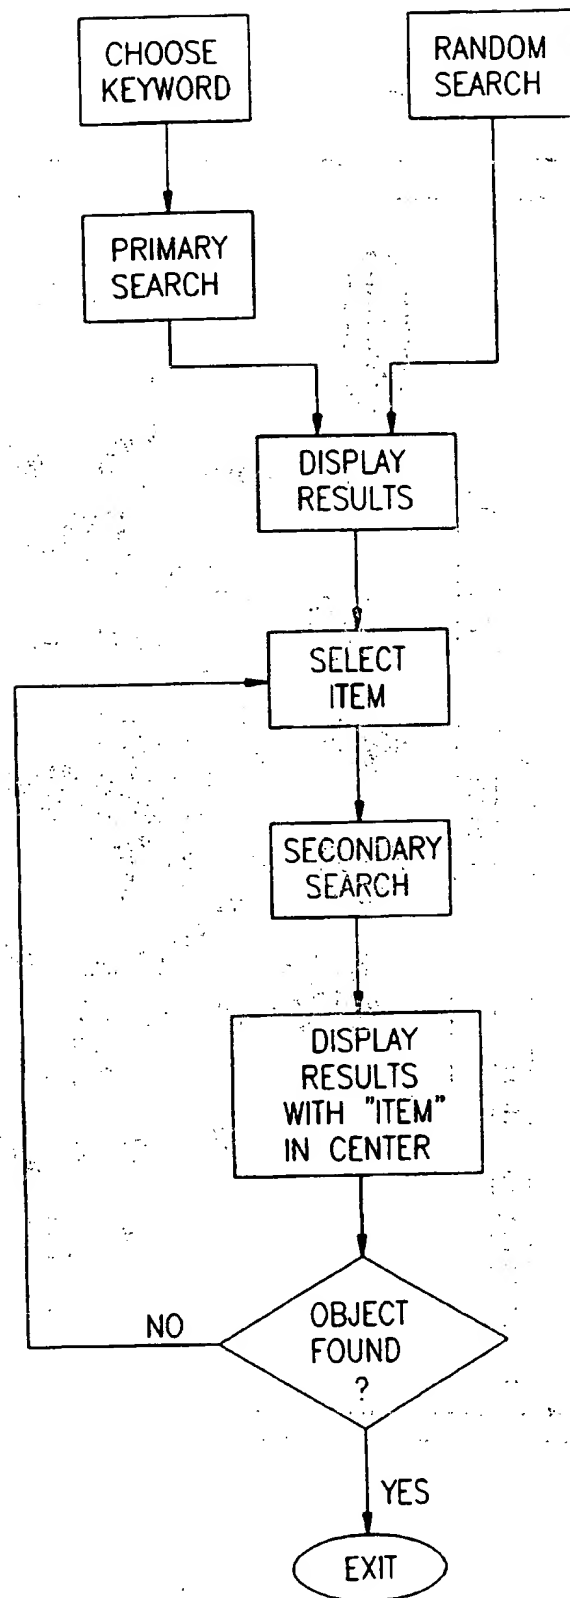 CHOOSE
KEYWORD
RANDOM
SEARCH
PRIMARY
SEARCH
DISPLAY
RESULTS
SELECT
ITEM
SECONDARY
SEARCH
DISPLAY
RESULTS
WITH "ITEM"
IN CENTER
OBJECT
FOUND
?
NO
YES
EXIT